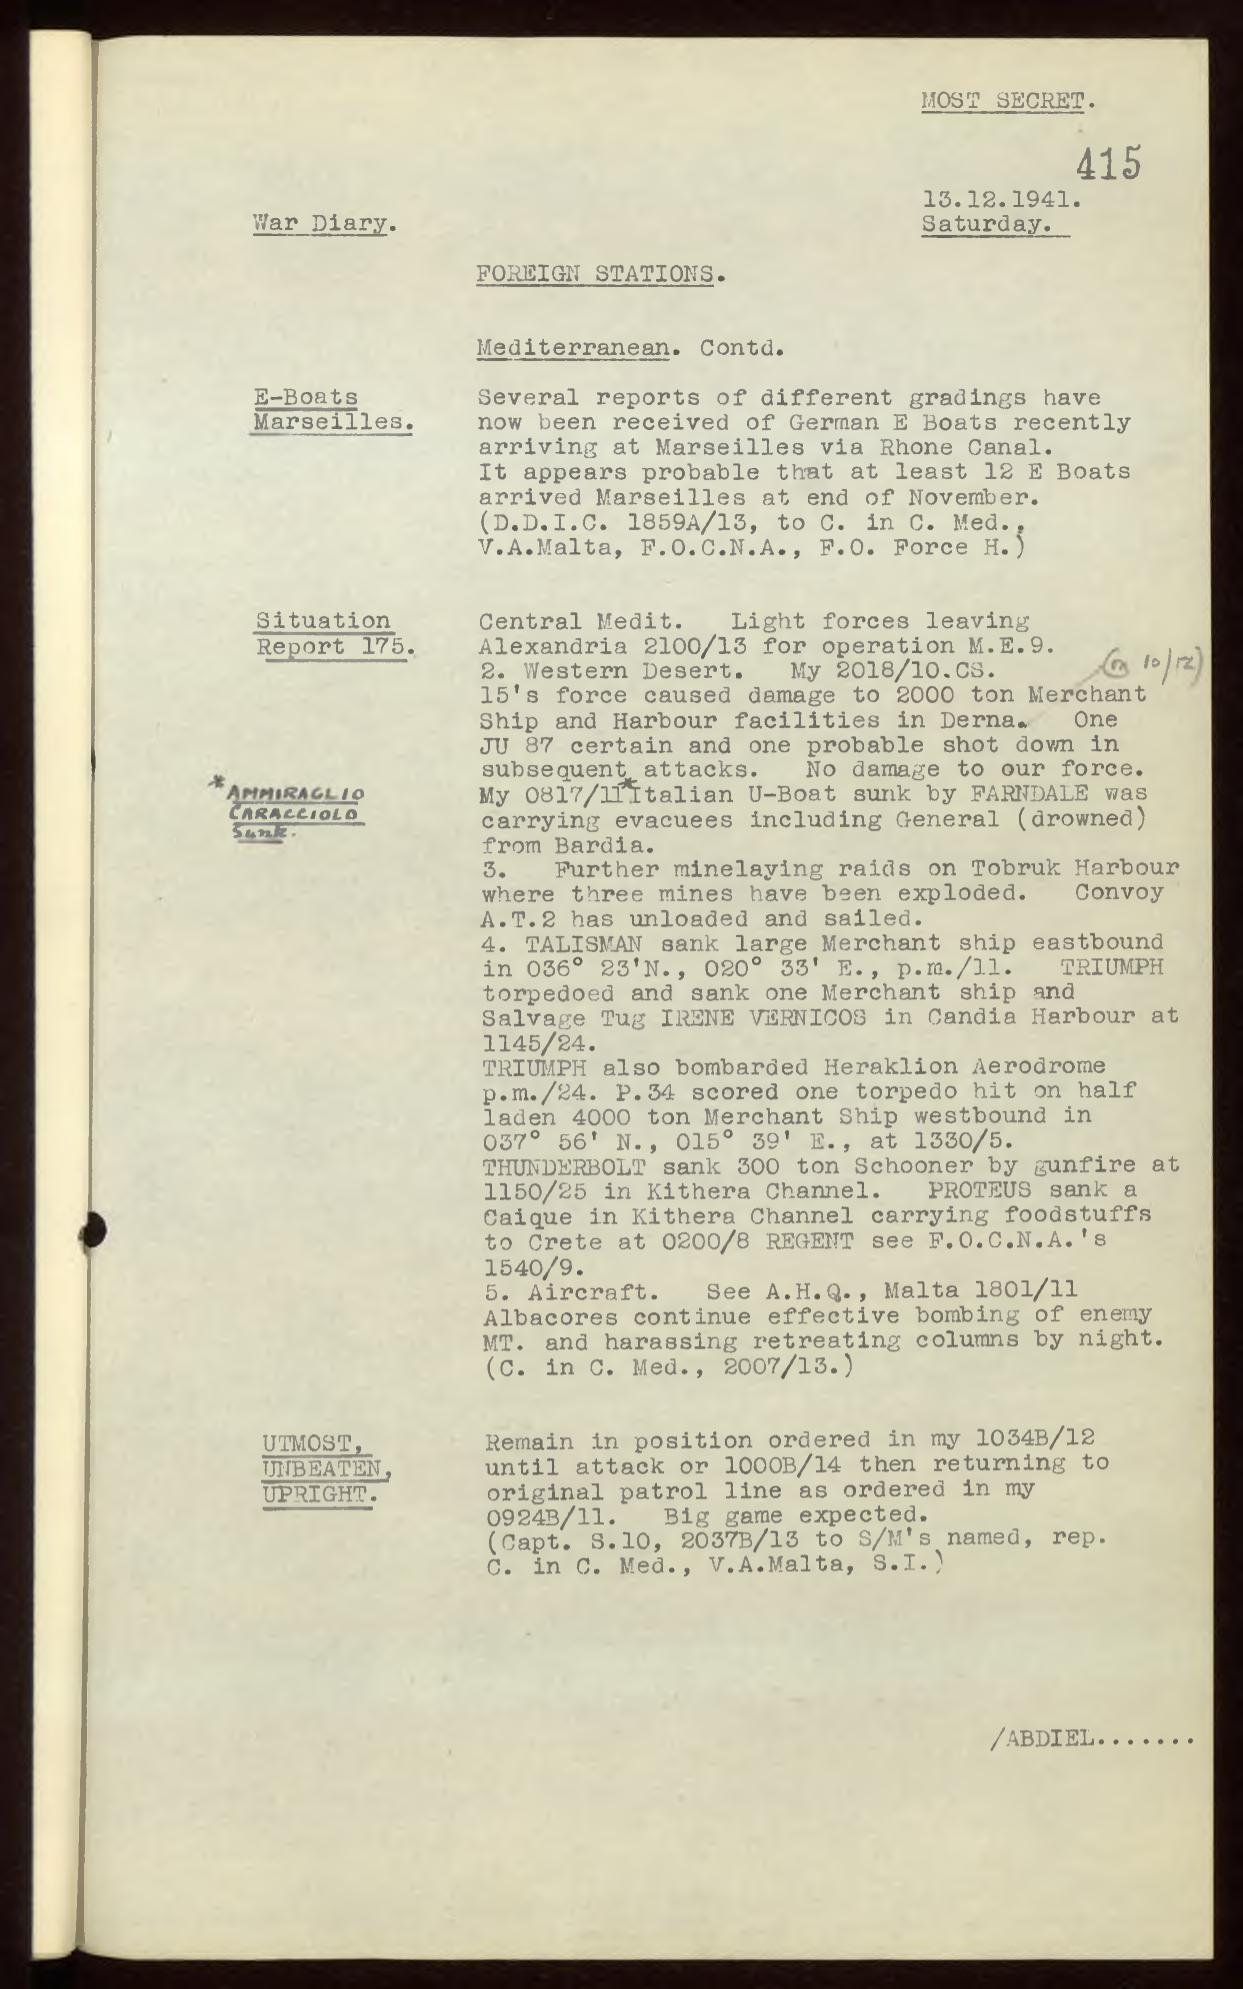 MOST SECRET.
415
13.12.1941.
War Diary.
Saturday.
FOREIGN STATIONS.
Mediterranean. Contd.
E-Boats
Marseilles.
Several reports of different gradings have
now been received of German E Boats recently
arriving at Marseilles via Rhone Canal.
It appears probable that at least 12 E Boats
arrived Marseilles at end of November.
(D.D.I.C. 1859A/13, to C. in C. Med.,
V.A.Malta, F.O.C.N.A., F.O. Force H.)
Situation
Report 175.
Central Medit. Light forces leaving
Alexandria 2100/13 for operation M.E.9.
2. Western Desert. My 2018/10.CS.
(on 10/12)
15's force caused damage to 2000 ton Merchant
Ship and Harbour facilities in Derna. One
JU 87 certain and one probable shot down in
subsequent attacks. No damage to our force.
* AMMIRAGLIO
CARACCIOLO
Sunk.
My 0817/11*Italian U-Boat sunk by FARNDALE was
carrying evacuees including General (drowned)
from Bardia.
3. Further minelaying raids on Tobruk Harbour
where three mines have been exploded. Convoy
A.T.2 has unloaded and sailed.
4. TALISMAN sank large Merchant ship eastbound
in 036° 23'N., 020° 33' E., p.m./11. TRIUMPH
torpedoed and sank one Merchant ship and
Salvage Tug IRENE VERNICOS in Candia Harbour at
1145/24.
TRIUMPH also bombarded Heraklion Aerodrome
p.m./24. P.34 scored one torpedo hit on half
laden 4000 ton Merchant Ship westbound in
037° 56' N., 015° 39' E., at 1330/5.
THUNDERBOLT sank 300 ton Schooner by gunfire at
1150/25 in Kithera Channel. PROTEUS sank a
Caique in Kithera Channel carrying foodstuffs
to Crete at 0200/8 REGENT see F.O.C.N.A.'s
1540/9.
5. Aircraft. See A.H.Q., Malta 1801/11
Albacores continue effective bombing of enemy
MT. and harassing retreating columns by night.
(C. in C. Med., 2007/13.)
UTMOST,
UNBEATEN,
UPRIGHT.
Remain in position ordered in my 1034B/12
until attack or 1000B/14 then returning to
original patrol line as ordered in my
0924B/11. Big game expected.
(Capt. S.10, 2037B/13 to S/M's named, rep.
C. in C. Med., V.A.Malta, S.I.)
/ABDIEL.......